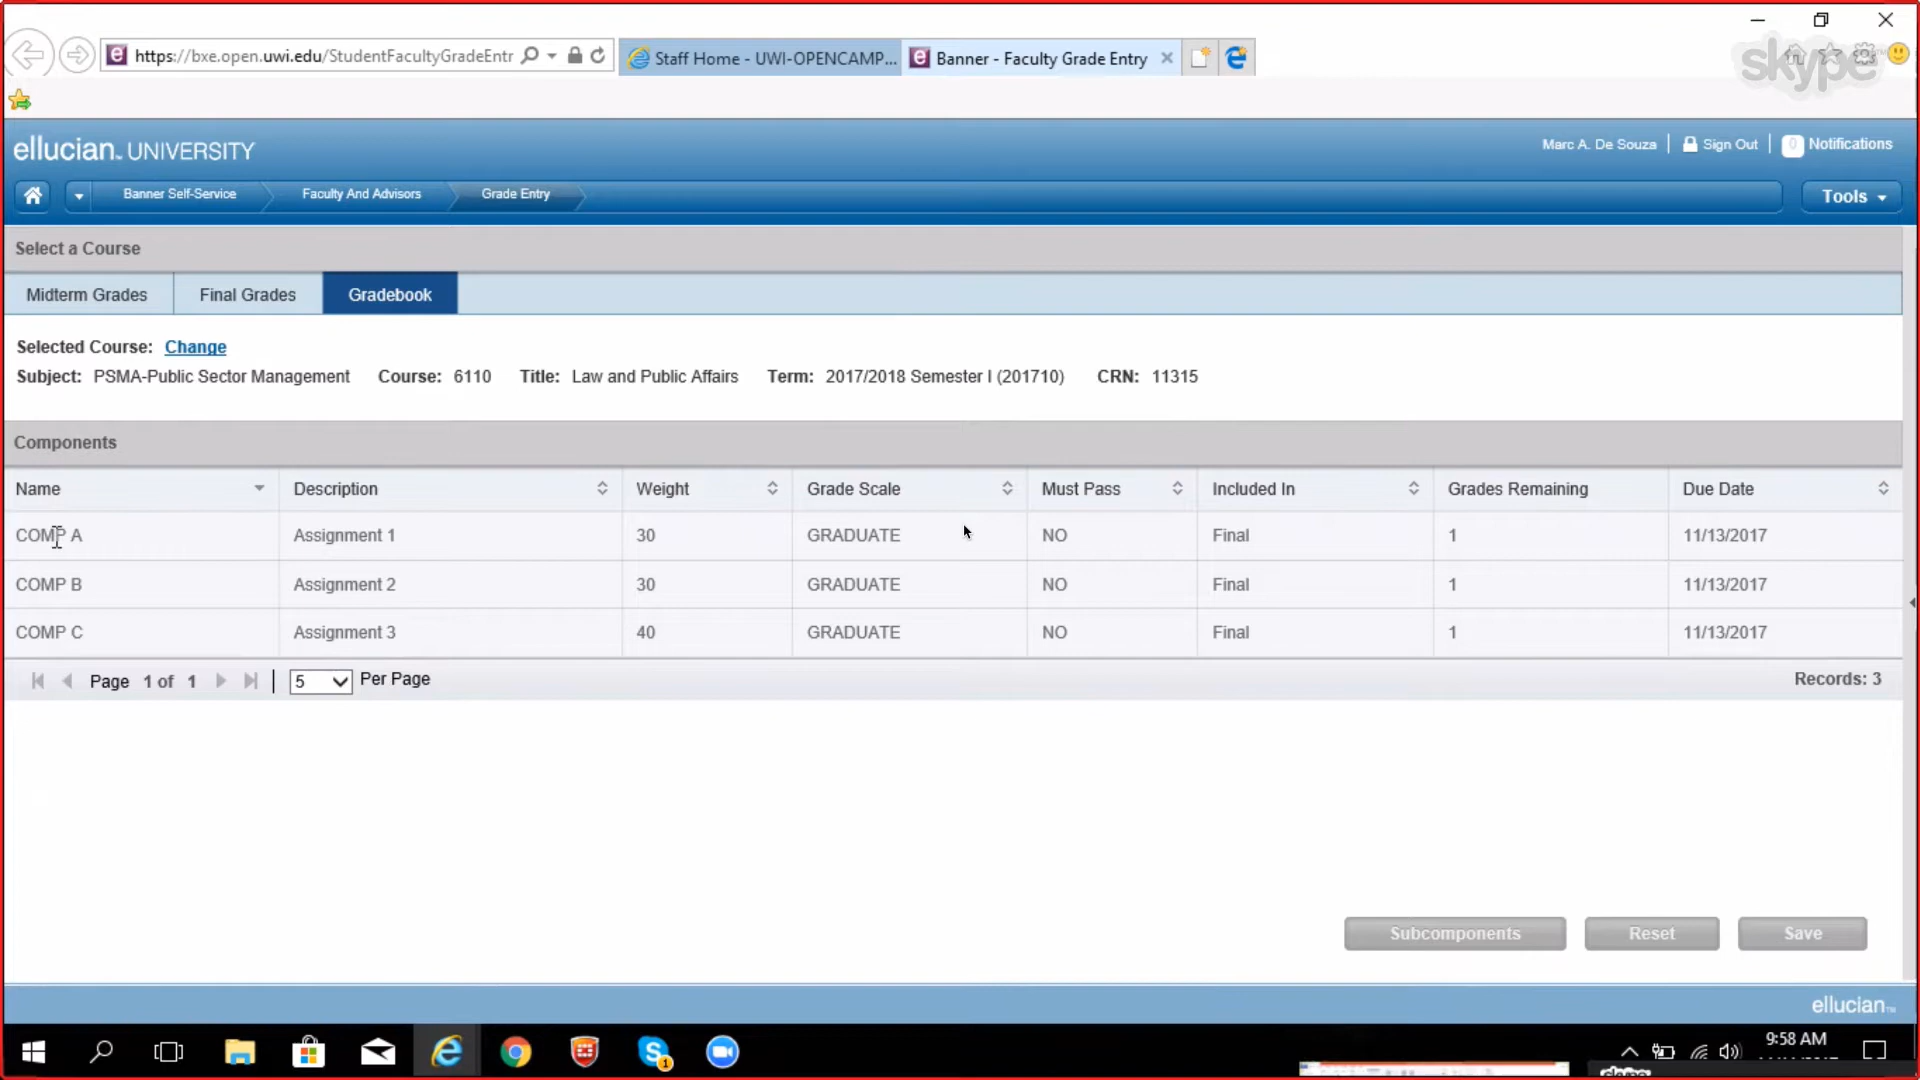 https://bxe.open.uwi.edu/StudentFacultyGradeEntr
Staff Home - UWI-OPENCAMP...
Banner - Faculty Grade Entry
skype™
ellucian™ UNIVERSITY
Marc A. De Souza
Sign Out
0
Notifications
Banner Self-Service
Faculty And Advisors
Grade Entry
Tools
Select a Course
Midterm Grades
Final Grades
Gradebook
Selected Course: Change
Subject: PSMA-Public Sector Management Course: 6110 Title: Law and Public Affairs Term: 2017/2018 Semester I (201710) CRN: 11315
Components
Name Description Weight Grade Scale Must Pass Included In Grades Remaining Due Date
COMP A Assignment 1 30 GRADUATE NO Final 1 11/13/2017
COMP B Assignment 2 30 GRADUATE NO Final 1 11/13/2017
COMP C Assignment 3 40 GRADUATE NO Final 1 11/13/2017
Page 1 of 1 | 5 Per Page Records: 3
Subcomponents Reset Save
ellucian™
1
9:58 AM
skype